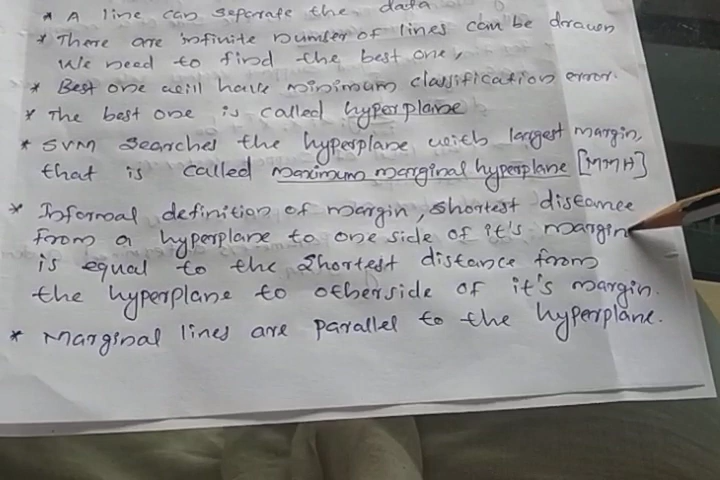 * A line can seperate the data
* There are infinite number of lines can be drawn
We need to find the best one,
* Best one will have minimum classification error.
* The best one is called hyperplane
* SVM searches the hyperplane with largest margin,
that is called maximum marginal hyperplane [MMH]
* Informal definition of margin, shortest distance
from a hyperplane to one side of it's margin
is equal to the shortest distance from
the hyperplane to otherside of it's margin.
* Marginal lines are parallel to the hyperplane.